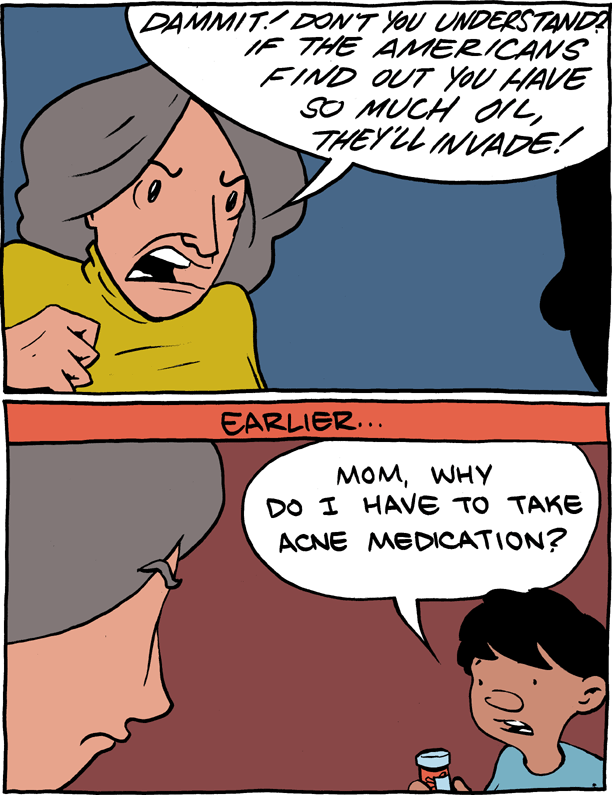 DAMMIT! DON'T YOU UNDERSTAND?
IF THE AMERICANS
FIND OUT YOU HAVE
SO MUCH OIL,
THEY'LL INVADE!
EARLIER...
MOM, WHY
DO I HAVE TO TAKE
ACNE MEDICATION?